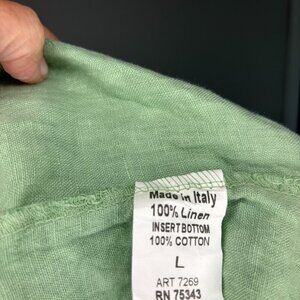 Made in Italy
100% Linen
INSERT BOTTOM
100% COTTON
L
ART 7269
RN 75343